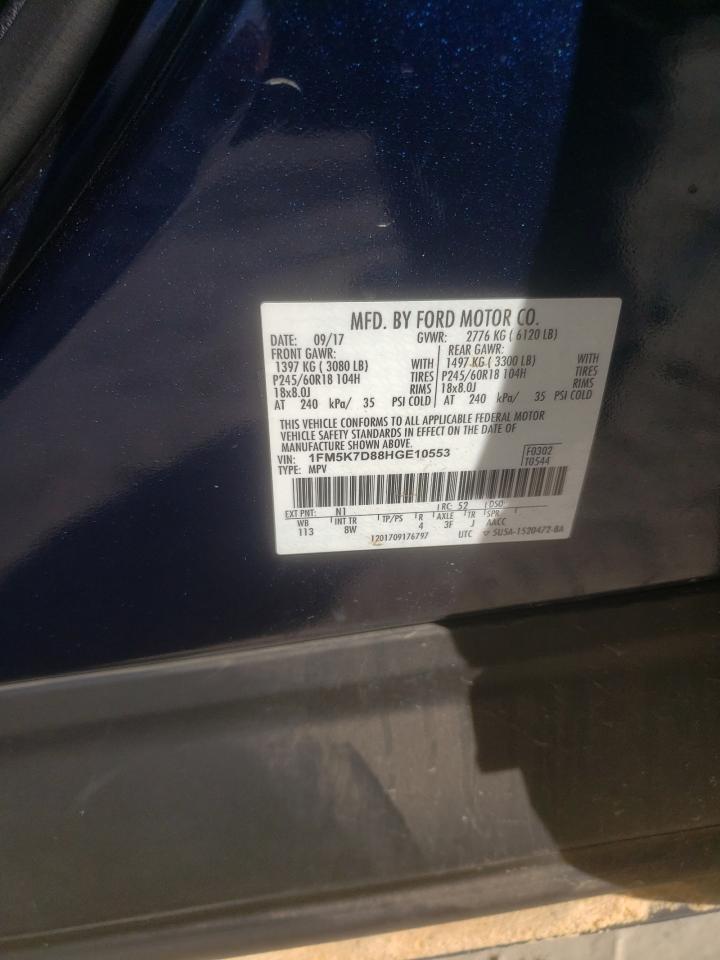 MFD. BY FORD MOTOR CO.
DATE: 09/17 GVWR: 2776 KG ( 6120 LB)
FRONT GAWR: REAR GAWR:
1397 KG ( 3080 LB) WITH 1497 KG ( 3300 LB) WITH
P245/60R18 104H TIRES P245/60R18 104H TIRES
18x8.0J RIMS 18x8.0J RIMS
AT 240 kPa/ 35 PSI COLD AT 240 kPa/ 35 PSI COLD
THIS VEHICLE CONFORMS TO ALL APPLICABLE FEDERAL MOTOR
VEHICLE SAFETY STANDARDS IN EFFECT ON THE DATE OF
MANUFACTURE SHOWN ABOVE.
VIN: 1FM5K7D88HGE10553 F0302
TYPE: MPV T0544
EXT PNT: N1 RC: 52 DSO:
WB INT TR TP/PS R AXLE TR SPR
113 8W 4 3F J AACC
1201709176797 UTC ▽ 5U5A-1520472-BA